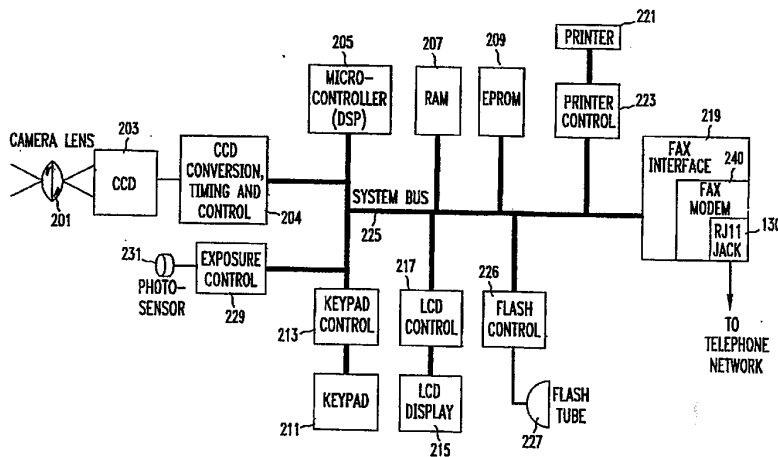 221
205
207
209
PRINTER
MICRO-
CONTROLLER
(DSP)
RAM
EPROM
PRINTER
CONTROL
223
219
CAMERA LENS
203
FAX
INTERFACE
240
CCD
CCD
CONVERSION,
TIMING AND
CONTROL
SYSTEM BUS
FAX
MODEM
130
201
204
225
RJ11
JACK
231
EXPOSURE
CONTROL
217
226
PHOTO-
SENSOR
229
KEYPAD
CONTROL
LCD
CONTROL
FLASH
CONTROL
213
TO
TELEPHONE
NETWORK
KEYPAD
LCD
DISPLAY
FLASH
TUBE
211
215
227